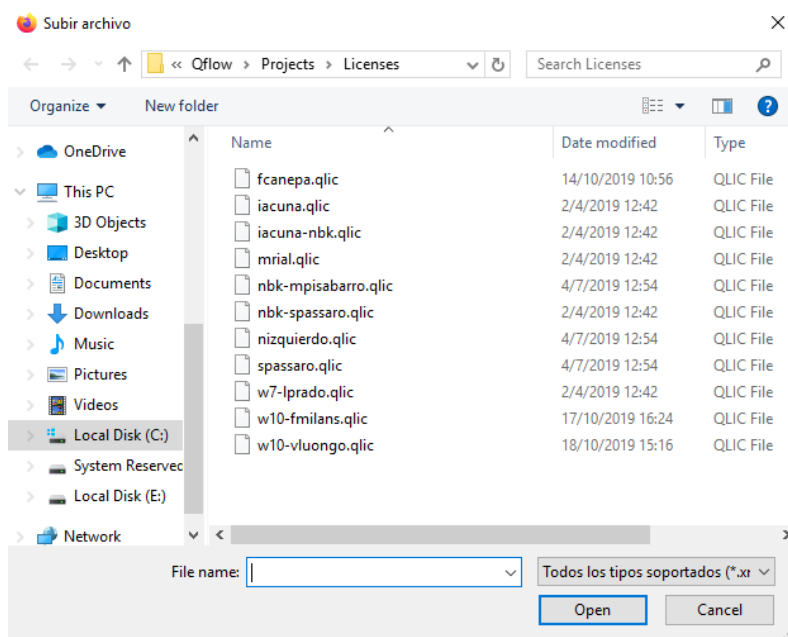 Subir archivo
« Qflow › Projects › Licenses
Search Licenses
Organize
New folder
?
Name
Date modified
Type
OneDrive
This PC
3D Objects
Desktop
Documents
Downloads
Music
Pictures
Videos
Local Disk (C:)
System Reserved
Local Disk (E:)
Network
fcanepa.qlic 14/10/2019 10:56 QLIC File
iacuna.qlic 2/4/2019 12:42 QLIC File
iacuna-nbk.qlic 2/4/2019 12:42 QLIC File
mrial.qlic 2/4/2019 12:42 QLIC File
nbk-mpisabarro.qlic 4/7/2019 12:54 QLIC File
nbk-spassaro.qlic 2/4/2019 12:42 QLIC File
nizquierdo.qlic 4/7/2019 12:54 QLIC File
spassaro.qlic 4/7/2019 12:54 QLIC File
w7-lprado.qlic 2/4/2019 12:42 QLIC File
w10-fmilans.qlic 17/10/2019 16:24 QLIC File
w10-vluongo.qlic 18/10/2019 15:16 QLIC File
File name:
Todos los tipos soportados (*.xr
Open
Cancel